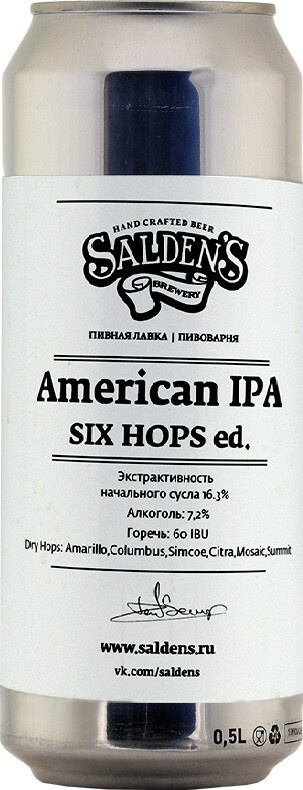 HAND CRAFTED BEER
SALDEN'S
BREWERY
ПИВНАЯ ЛАВКА | ПИВОВАРНЯ
American IPA
SIX HOPS ed.
Экстрактивность
начального сусла 16.3%
Алкоголь: 7,2%
Горечь: 60 IBU
Dry Hops: Amarillo,Columbus,Simcoe,Citra,Mosaic,Summit
www.saldens.ru
vk.com/saldens
0,5L